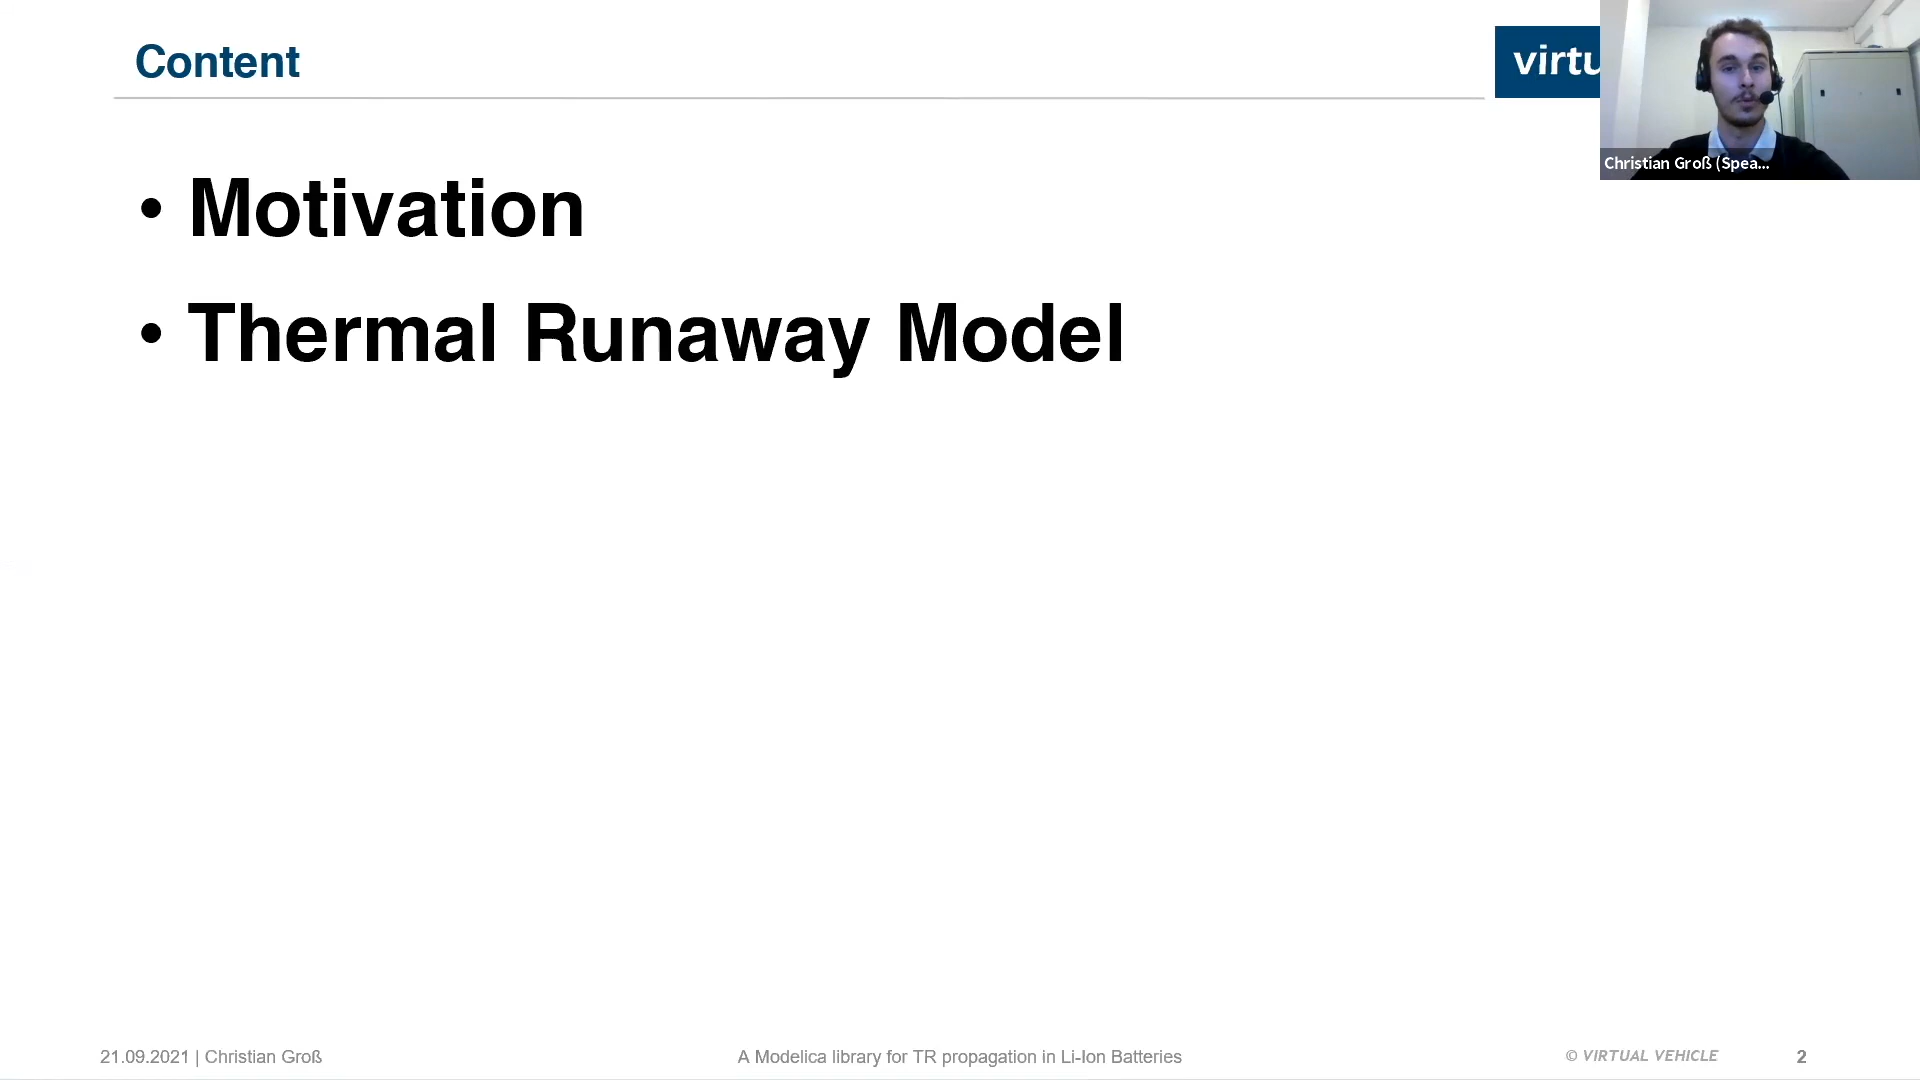 Content
virtu
Christian Groß (Spea...
• Motivation
• Thermal Runaway Model
21.09.2021 | Christian Groß
A Modelica library for TR propagation in Li-Ion Batteries
© VIRTUAL VEHICLE
2